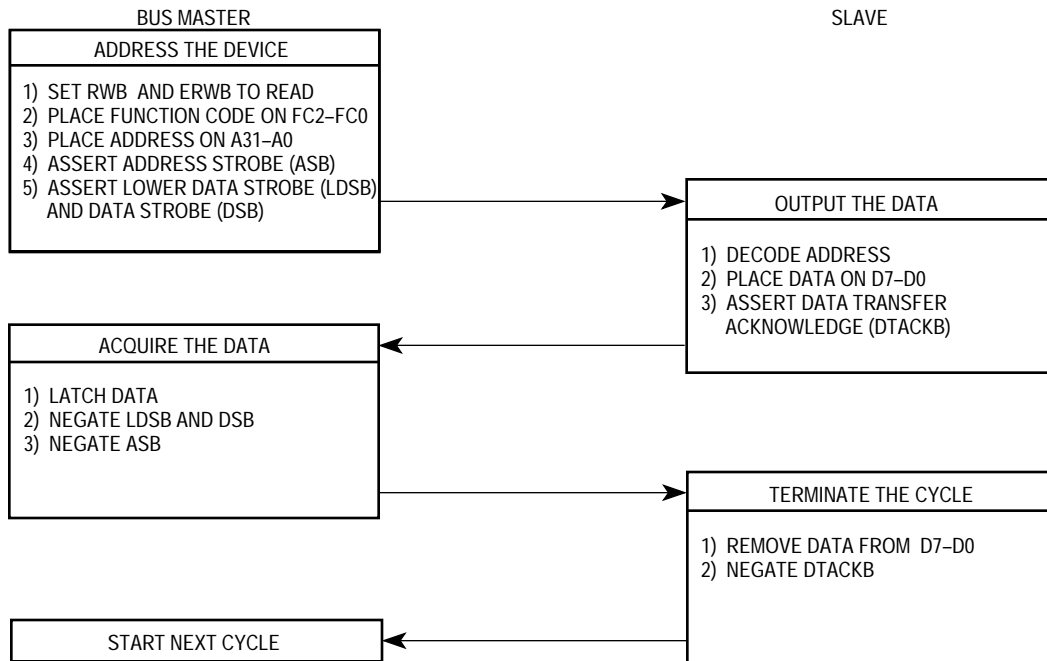 BUS MASTER
SLAVE
ADDRESS THE DEVICE
1) SET RWB AND ERWB TO READ
2) PLACE FUNCTION CODE ON FC2–FC0
3) PLACE ADDRESS ON A31–A0
4) ASSERT ADDRESS STROBE (ASB)
5) ASSERT LOWER DATA STROBE (LDSB)
AND DATA STROBE (DSB)
OUTPUT THE DATA
1) DECODE ADDRESS
2) PLACE DATA ON D7–D0
3) ASSERT DATA TRANSFER
ACKNOWLEDGE (DTACKB)
ACQUIRE THE DATA
1) LATCH DATA
2) NEGATE LDSB AND DSB
3) NEGATE ASB
TERMINATE THE CYCLE
1) REMOVE DATA FROM D7–D0
2) NEGATE DTACKB
START NEXT CYCLE